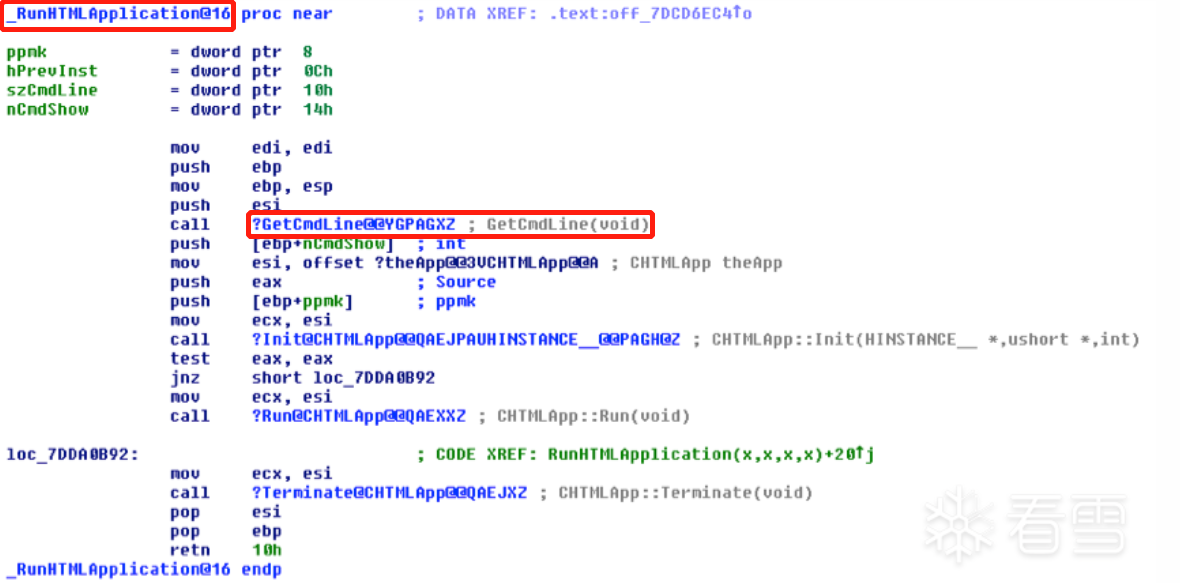 _RunHTMLApplication@16 proc near ; DATA XREF: .text:off_7DCD6EC4↑o
ppmk = dword ptr 8
hPrevInst = dword ptr 0Ch
szCmdLine = dword ptr 10h
nCmdShow = dword ptr 14h
mov edi, edi
push ebp
mov ebp, esp
push esi
call ?GetCmdLine@@YGPAGXZ ; GetCmdLine(void)
push [ebp+nCmdShow] ; int
mov esi, offset ?theApp@@3VCHTMLApp@@A ; CHTMLApp theApp
push eax ; Source
push [ebp+ppmk] ; ppmk
mov ecx, esi
call ?Init@CHTMLApp@@QAEJPAUHINSTANCE__@@PAGH@Z ; CHTMLApp::Init(HINSTANCE__ *,ushort *,int)
test eax, eax
jnz short loc_7DDA0B92
mov ecx, esi
call ?Run@CHTMLApp@@QAEXXZ ; CHTMLApp::Run(void)
loc_7DDA0B92: ; CODE XREF: RunHTMLApplication(x,x,x,x)+20↑j
mov ecx, esi
call ?Terminate@CHTMLApp@@QAEJXZ ; CHTMLApp::Terminate(void)
pop esi
pop ebp
retn 10h
_RunHTMLApplication@16 endp
看雪